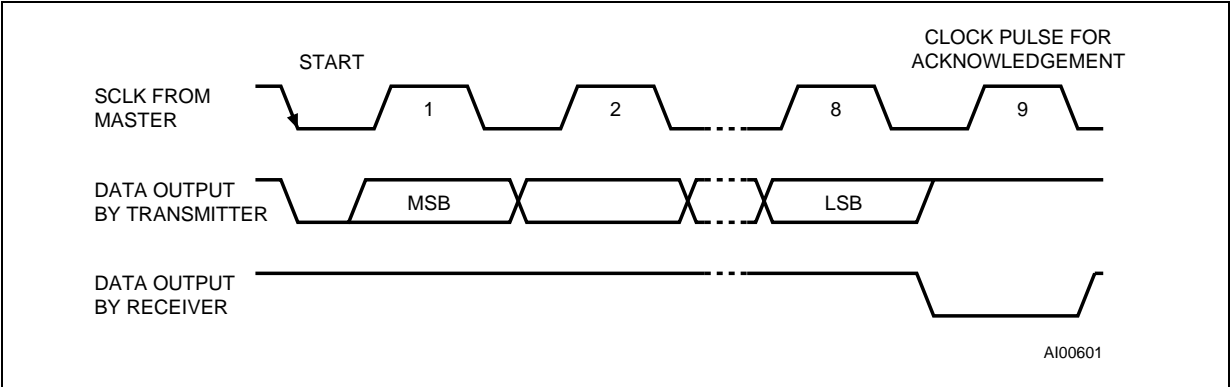 CLOCK PULSE FOR
ACKNOWLEDGEMENT
START
SCLK FROM
MASTER
1
2
8
9
DATA OUTPUT
BY TRANSMITTER
MSB
LSB
DATA OUTPUT
BY RECEIVER
AI00601